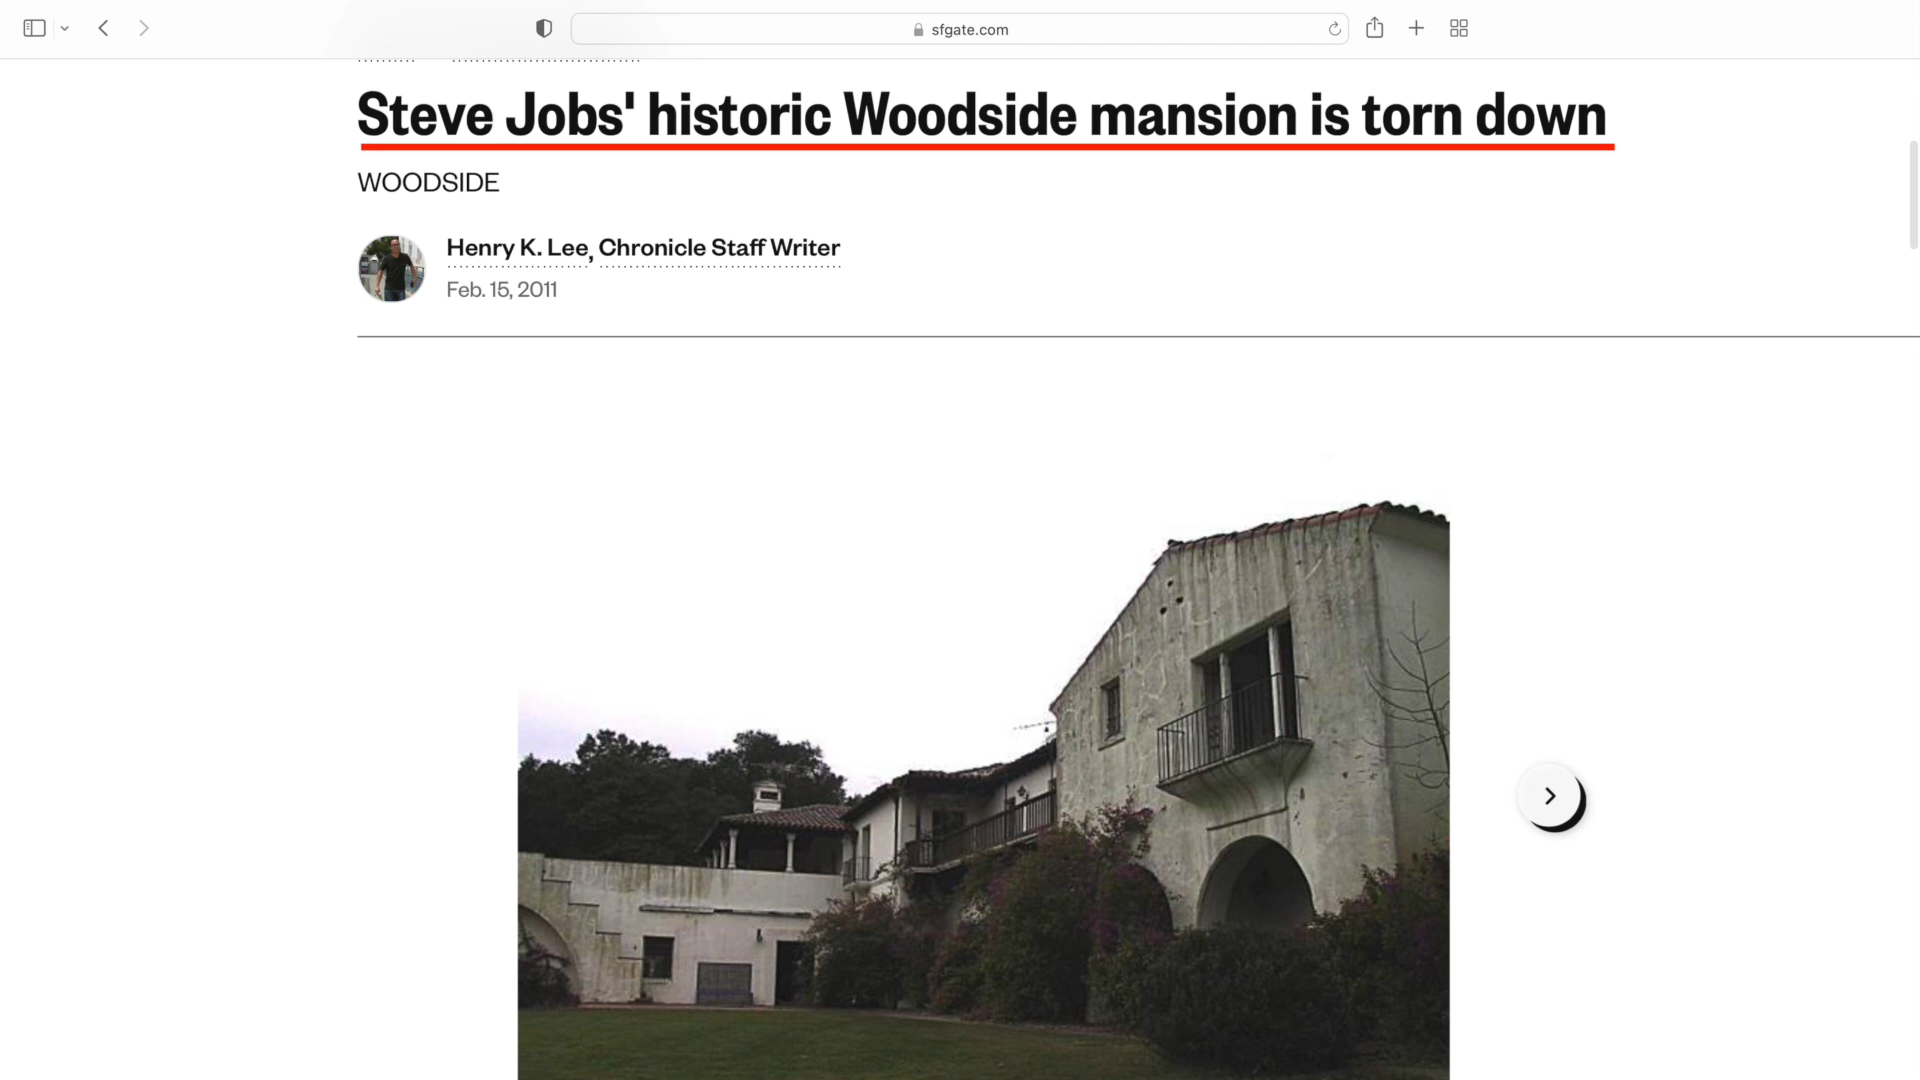 sfgate.com
Steve Jobs' historic Woodside mansion is torn down
WOODSIDE
Henry K. Lee, Chronicle Staff Writer
Feb. 15, 2011